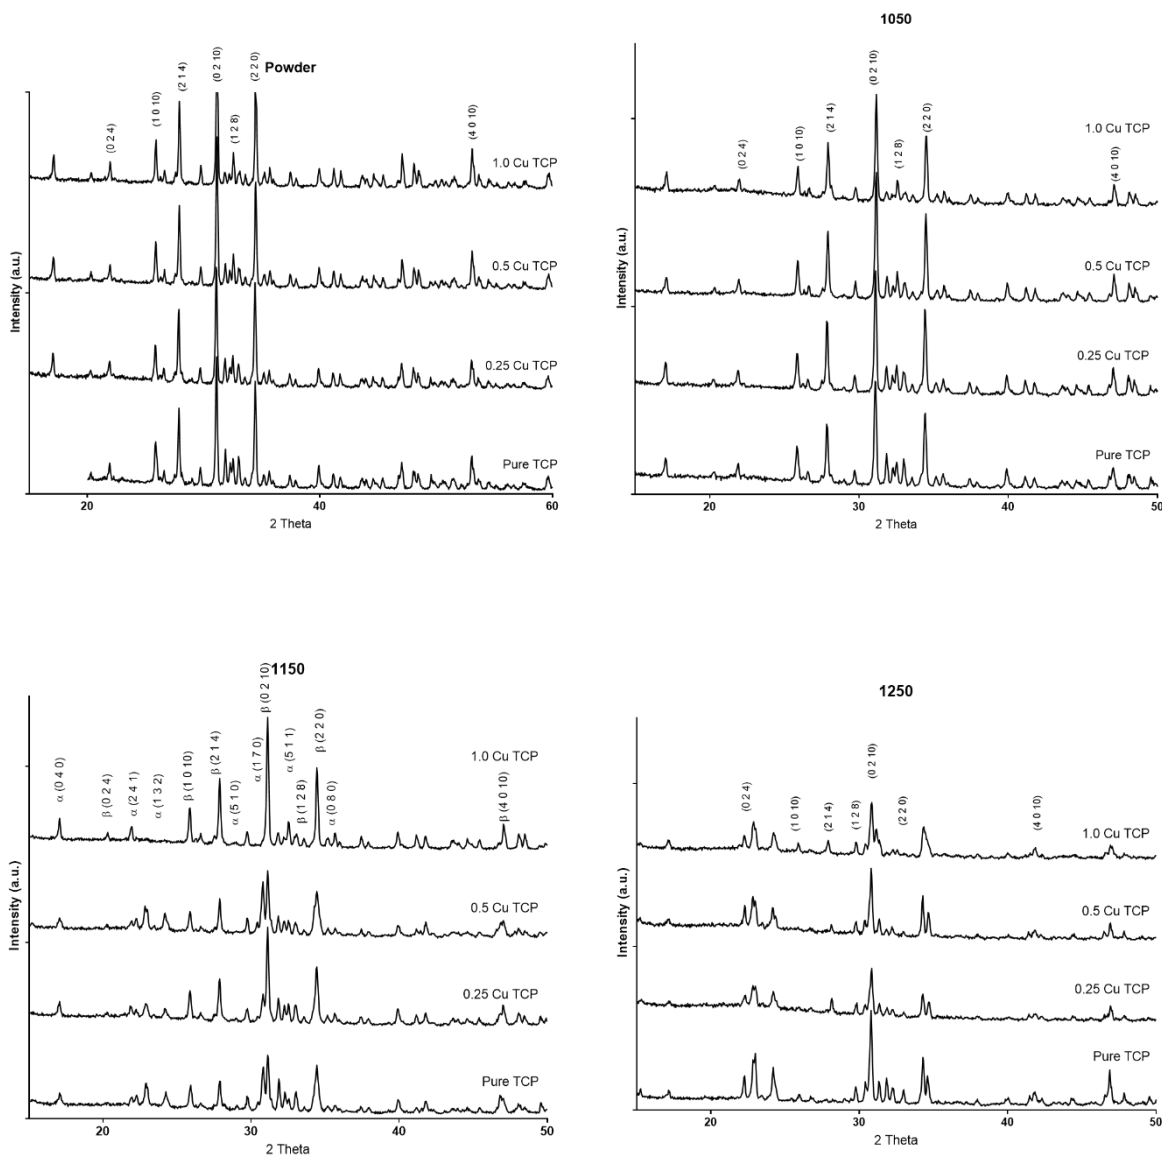 Powder
(0 2 4)
(1 0 10)
(2 1 4)
(0 2 10)
(1 2 8)
(2 2 0)
(4 0 10)
1.0 Cu TCP
0.5 Cu TCP
0.25 Cu TCP
Pure TCP
Intensity (a.u.)
20 40 60
2 Theta
1050
(0 2 4)
(1 0 10)
(2 1 4)
(0 2 10)
(1 2 8)
(2 2 0)
(4 0 10)
1.0 Cu TCP
0.5 Cu TCP
0.25 Cu TCP
Pure TCP
Intensity (a.u.)
20 30 40 50
2 Theta
1150
α (0 4 0)
β (0 2 4)
α (2 4 1)
α (1 3 2)
β (1 0 10)
β (2 1 4)
α (5 1 0)
α (1 7 0)
β (0 2 10)
α (5 1 1)
β (1 2 8)
β (2 2 0)
α (0 8 0)
β (4 0 10)
1.0 Cu TCP
0.5 Cu TCP
0.25 Cu TCP
Pure TCP
Intensity (a.u.)
20 30 40 50
2 Theta
1250
(0 2 4)
(1 0 10)
(2 1 4)
(1 2 8)
(0 2 10)
(2 2 0)
(4 0 10)
1.0 Cu TCP
0.5 Cu TCP
0.25 Cu TCP
Pure TCP
Intensity (a.u.)
20 30 40 50
2 Theta